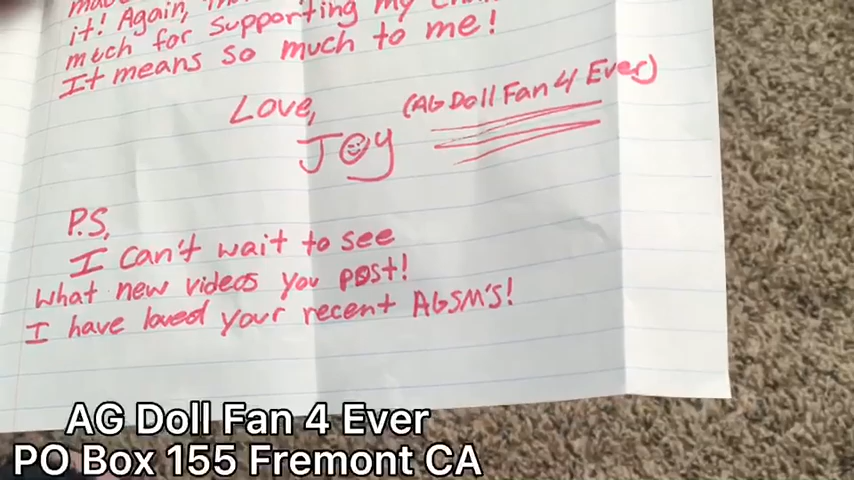 it! Again,
much for supporting my
It means so much to me!
Love, (AG Doll Fan 4 Ever)
Joy
P.S,
I can't wait to see
what new videos you post!
I have loved your recent AGSM'S!
AG Doll Fan 4 Ever
PO Box 155 Fremont CA